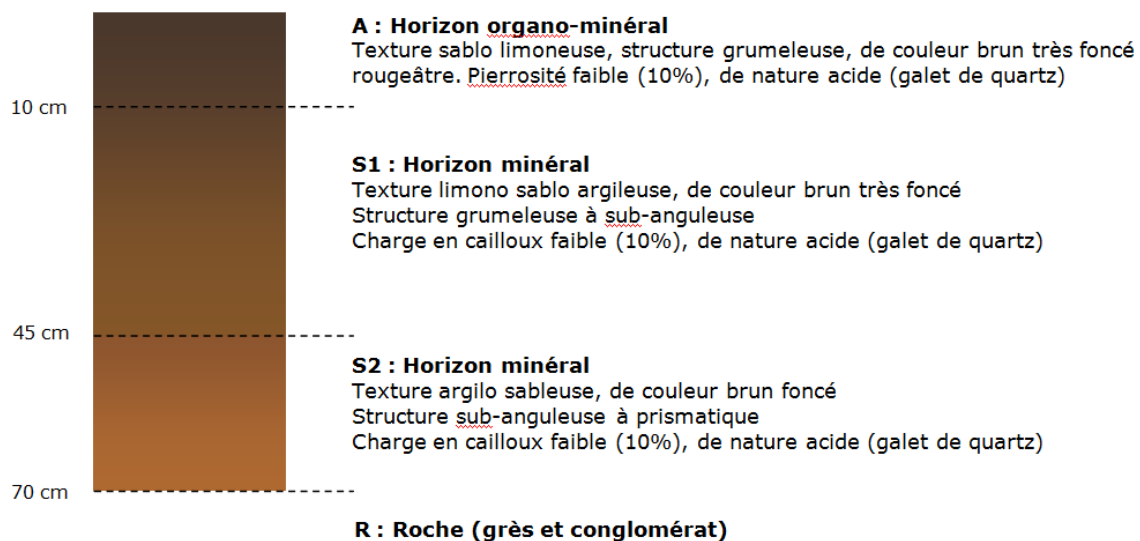 A : Horizon organo-minéral
Texture sablo limoneuse, structure grumeleuse, de couleur brun très foncé
rougeâtre. Pierrosité faible (10%), de nature acide (galet de quartz)
10 cm
S1 : Horizon minéral
Texture limono sablo argileuse, de couleur brun très foncé
Structure grumeleuse à sub-anguleuse
Charge en cailloux faible (10%), de nature acide (galet de quartz)
45 cm
S2 : Horizon minéral
Texture argilo sableuse, de couleur brun foncé
Structure sub-anguleuse à prismatique
Charge en cailloux faible (10%), de nature acide (galet de quartz)
70 cm
R : Roche (grès et conglomérat)